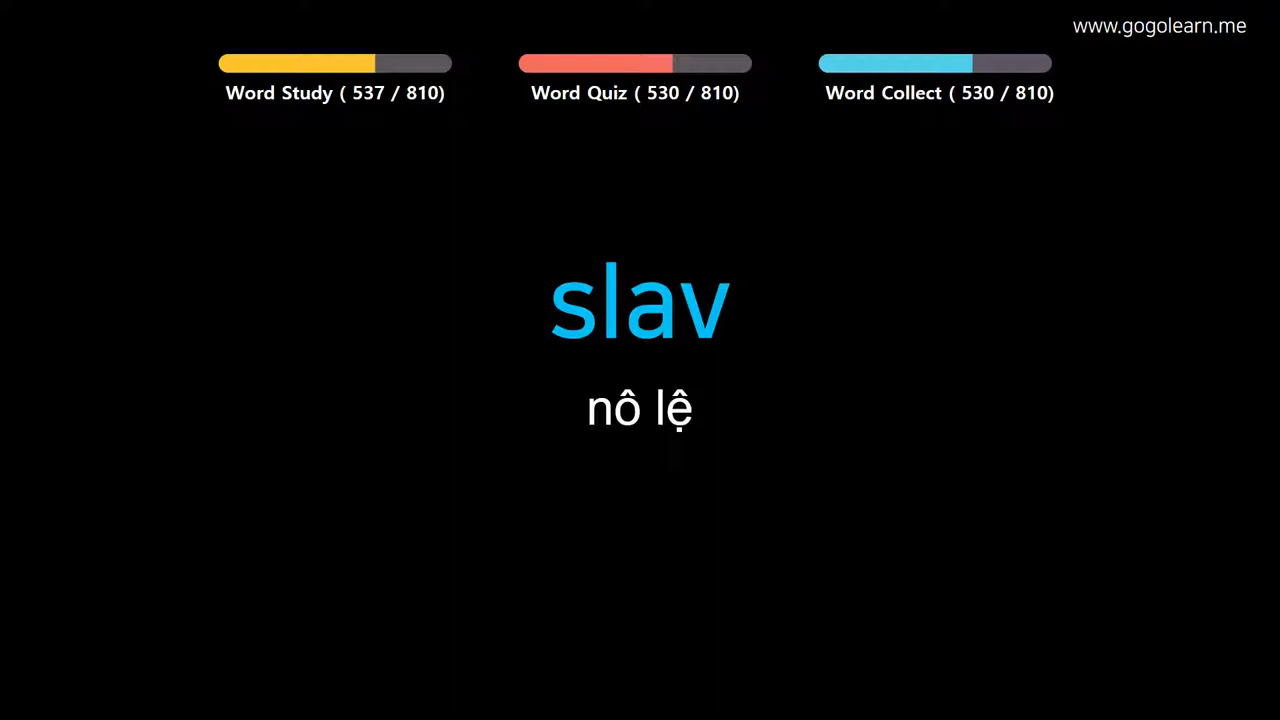 www.gogolearn.me
Word Study ( 537 / 810)
Word Quiz ( 530 / 810)
Word Collect ( 530 / 810)
slav
nô lệ